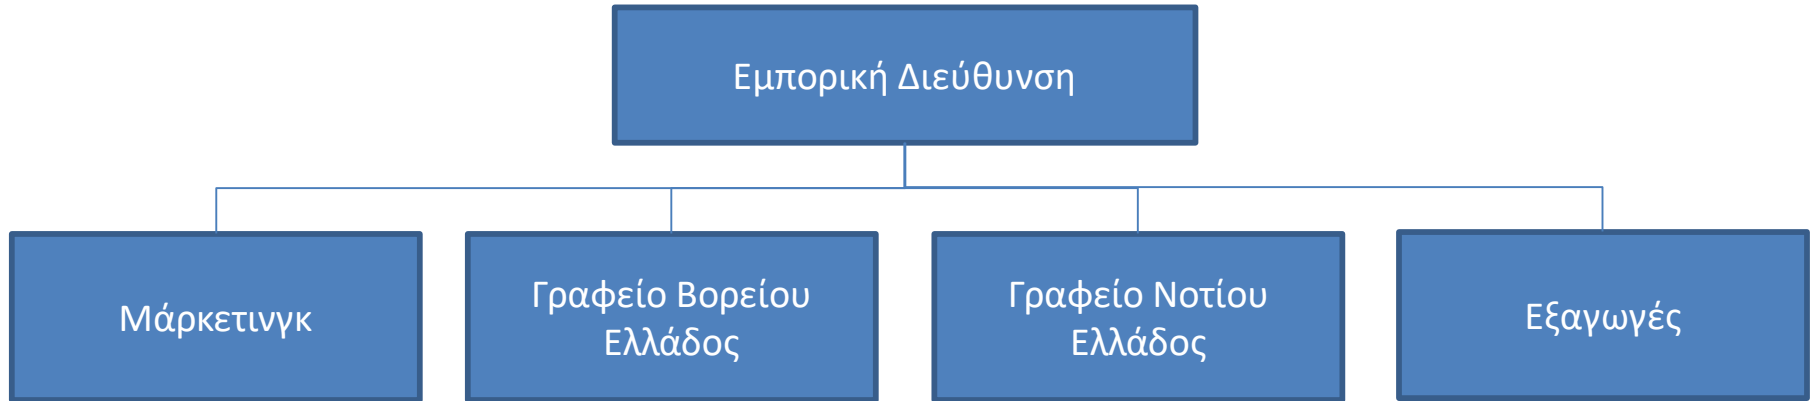 Εμπορική Διεύθυνση
Μάρκετινγκ
Γραφείο Βορείου
Ελλάδος
Γραφείο Νοτίου
Ελλάδος
Εξαγωγές